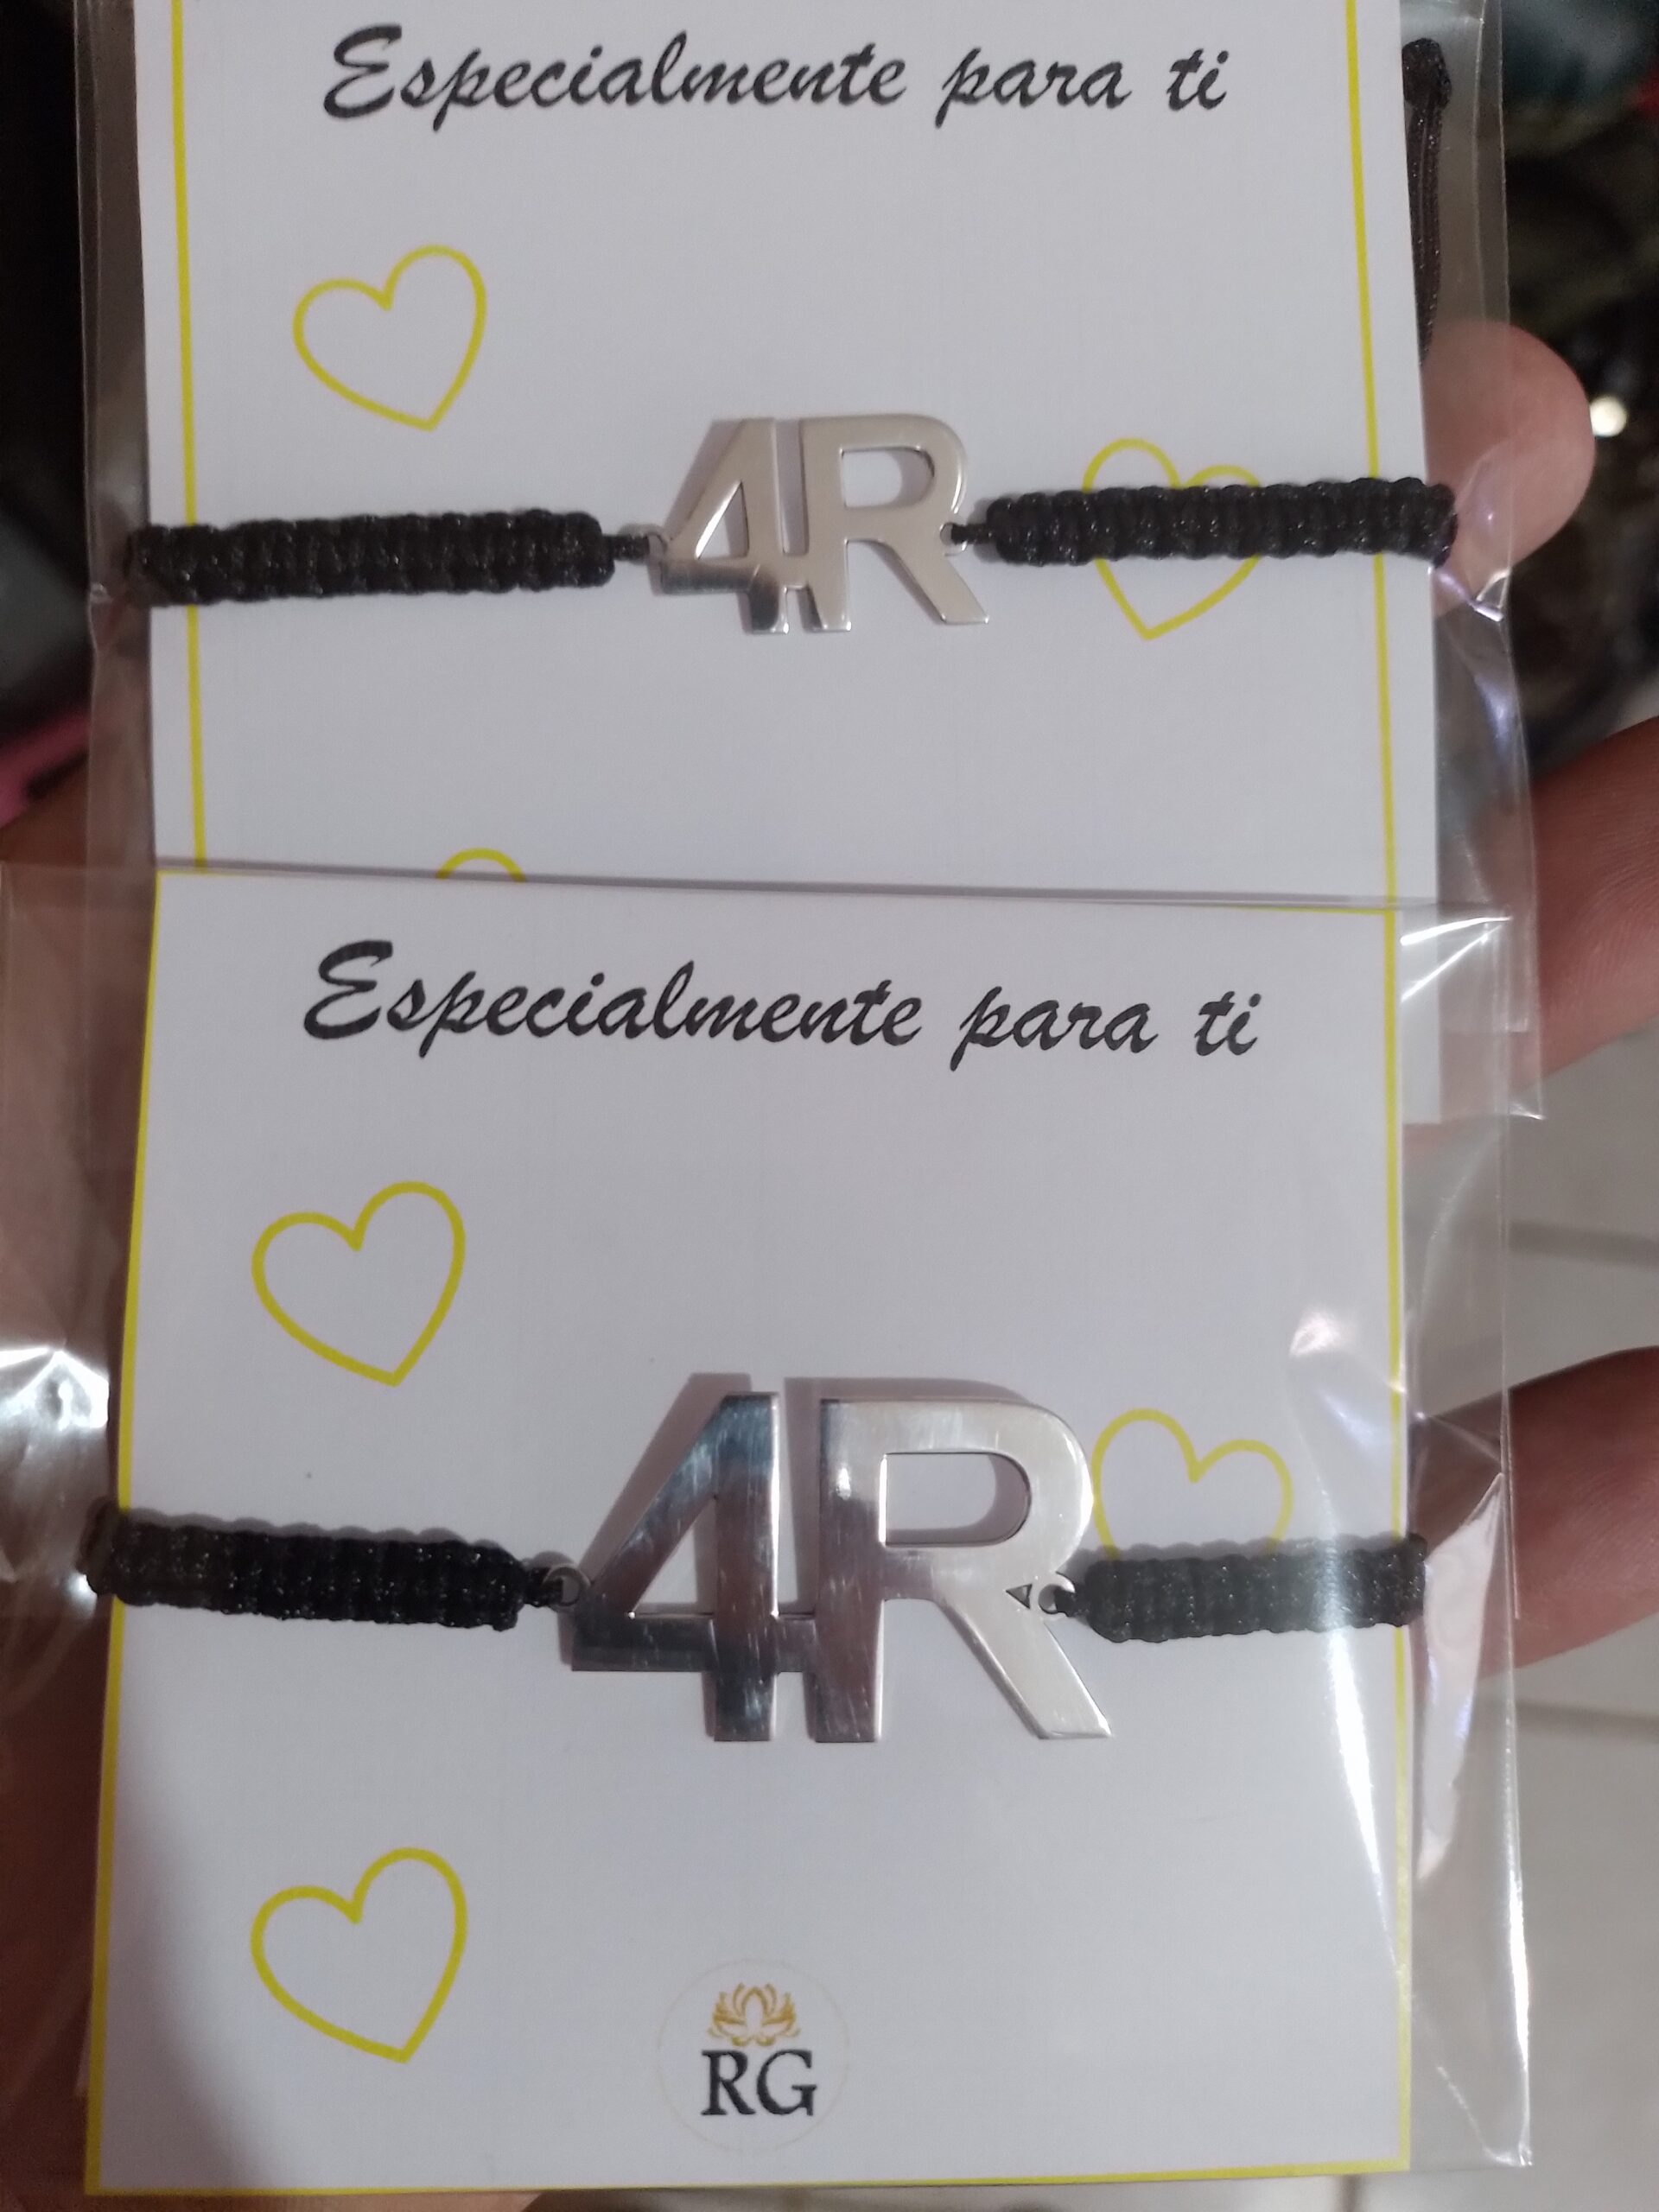 Especialmente para ti
4R
Especialmente para ti
4R
RG